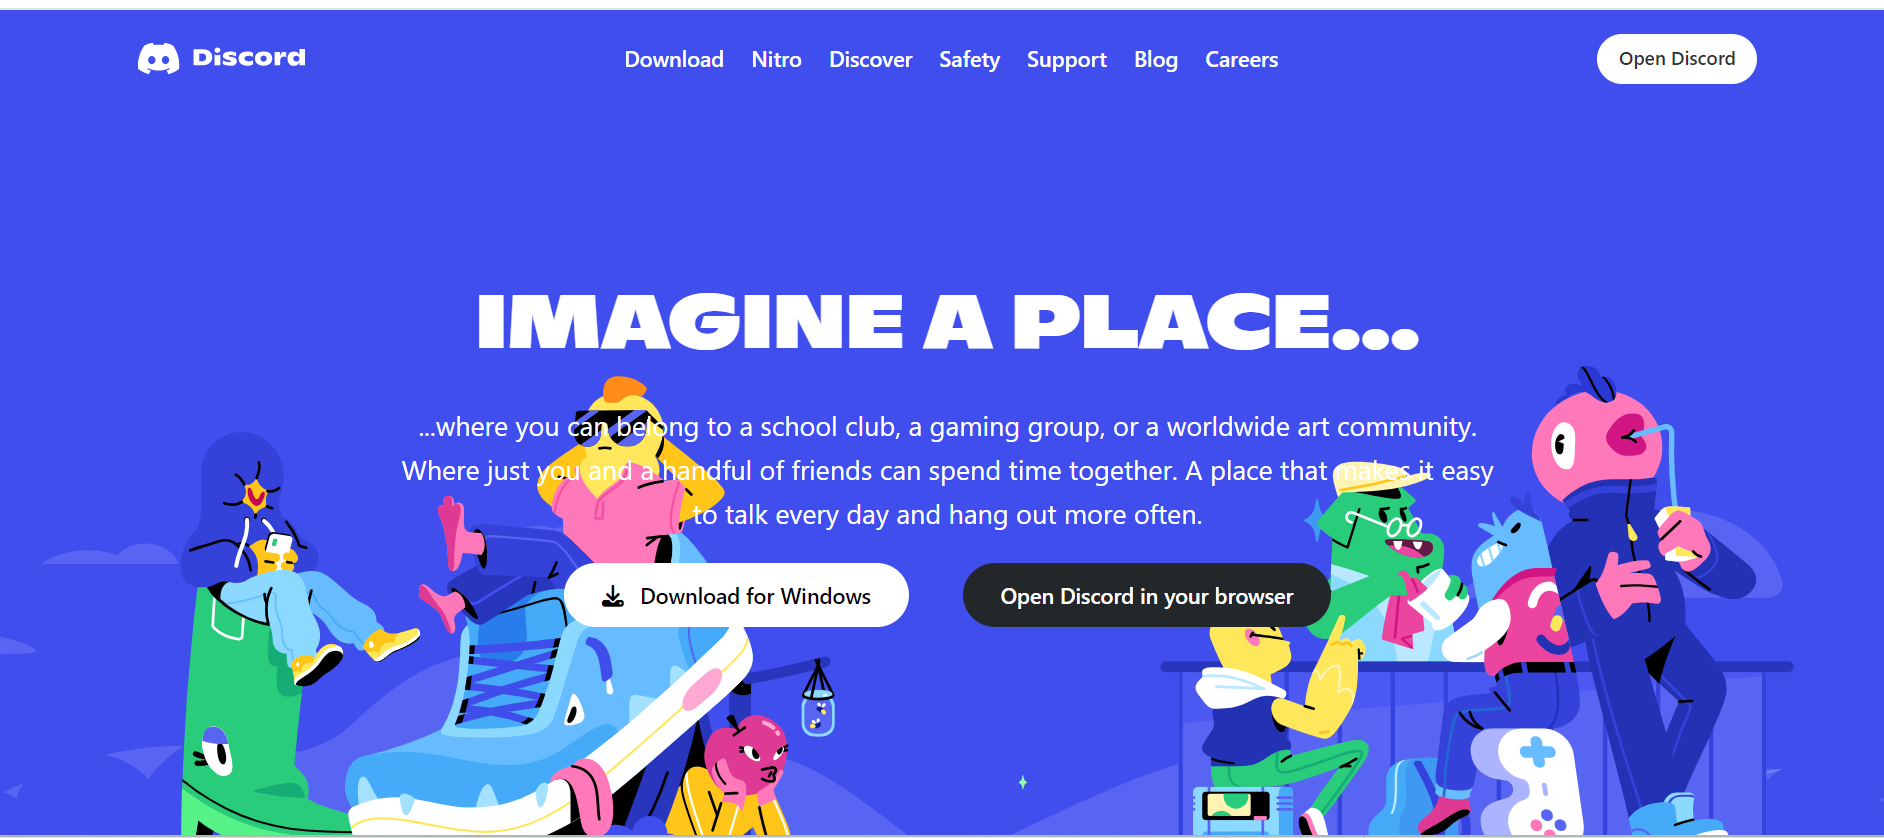 Discord
Download Nitro Discover Safety Support Blog Careers
Open Discord
IMAGINE A PLACE...
...where you can belong to a school club, a gaming group, or a worldwide art community.
Where just you and a handful of friends can spend time together. A place that makes it easy
to talk every day and hang out more often.
Download for Windows
Open Discord in your browser